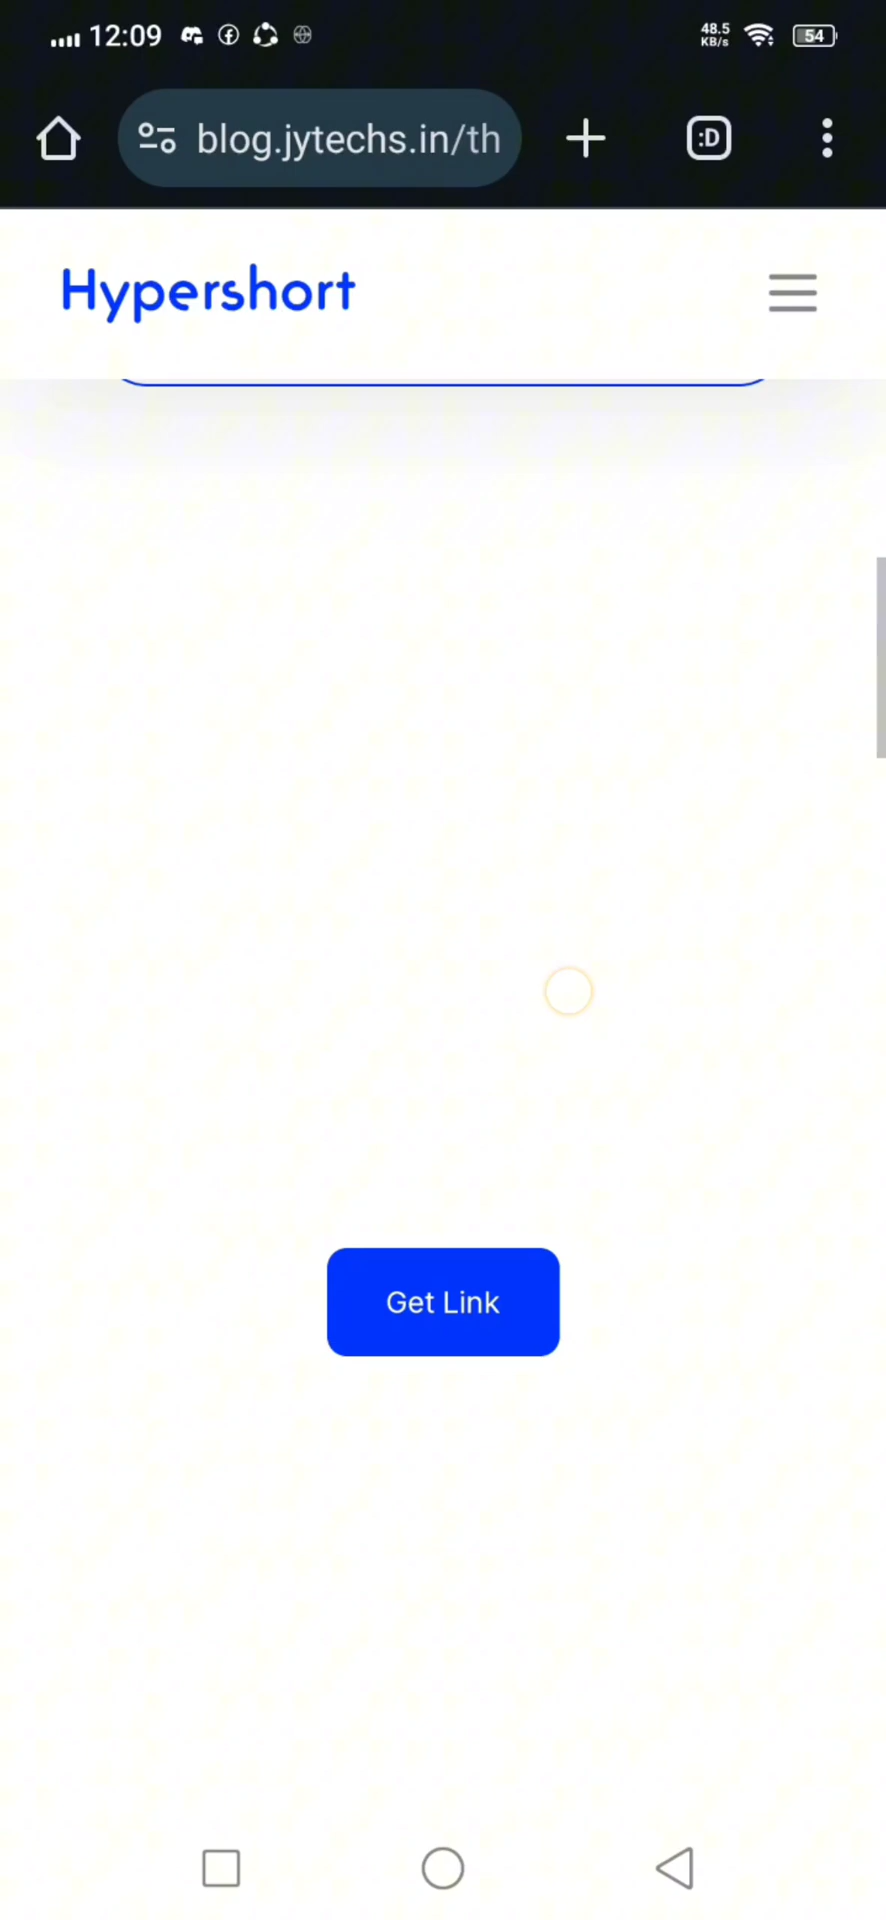 12:09
48.5
KB/s
54
blog.jytechs.in/th
:D
Hypershort
Get Link